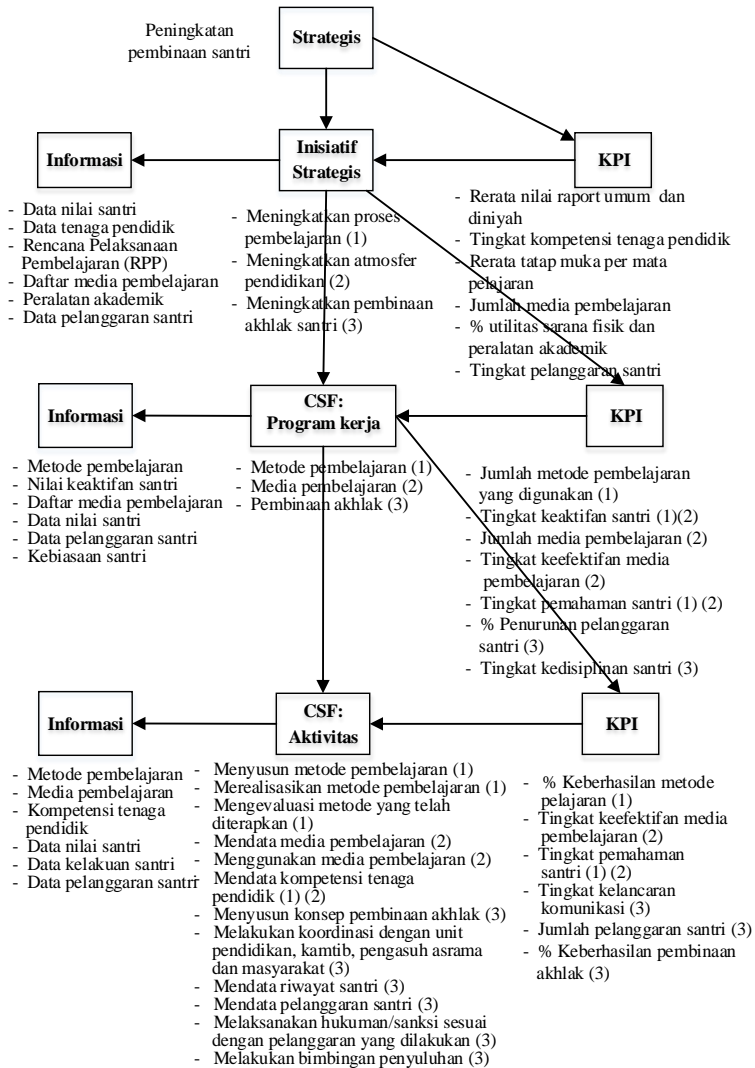 Peningkatan
pembinaan santri
Strategis
Informasi
Inisiatif
Strategis
KPI
- Data nilai santri
- Data tenaga pendidik
- Rencana Pelaksanaan
Pembelajaran (RPP)
- Daftar media pembelajaran
- Peralatan akademik
- Data pelanggaran santri
- Meningkatkan proses
pembelajaran (1)
- Meningkatkan atmosfer
pendidikan (2)
- Meningkatkan pembinaan
akhlak santri (3)
- Rerata nilai raport umum dan
diniyah
- Tingkat kompetensi tenaga pendidik
- Rerata tatap muka per mata
pelajaran
- Jumlah media pembelajaran
- % utilitas sarana fisik dan
peralatan akademik
- Tingkat pelanggaran santri
Informasi
CSF:
Program kerja
KPI
- Metode pembelajaran
- Nilai keaktifan santri
- Daftar media pembelajaran
- Data nilai santri
- Data pelanggaran santri
- Kebiasaan santri
- Metode pembelajaran (1)
- Media pembelajaran (2)
- Pembinaan akhlak (3)
- Jumlah metode pembelajaran
yang digunakan (1)
- Tingkat keaktifan santri (1)(2)
- Jumlah media pembelajaran (2)
- Tingkat keefektifan media
pembelajaran (2)
- Tingkat pemahaman santri (1) (2)
- % Penurunan pelanggaran
santri (3)
- Tingkat kedisiplinan santri (3)
Informasi
CSF:
Aktivitas
KPI
- Metode pembelajaran
- Media pembelajaran
- Kompetensi tenaga
pendidik
- Data nilai santri
- Data kelakuan santri
- Data pelanggaran santri
- Menyusun metode pembelajaran (1)
- Merealisasikan metode pembelajaran (1)
- Mengevaluasi metode yang telah
diterapkan (1)
- Mendata media pembelajaran (2)
- Menggunakan media pembelajaran (2)
- Mendata kompetensi tenaga
pendidik (1) (2)
- Menyusun konsep pembinaan akhlak (3)
- Melakukan koordinasi dengan unit
pendidikan, kamtib, pengasuh asrama
dan masyarakat (3)
- Mendata riwayat santri (3)
- Mendata pelanggaran santri (3)
- Melaksanakan hukuman/sanksi sesuai
dengan pelanggaran yang dilakukan (3)
- Melakukan bimbingan penyuluhan (3)
- % Keberhasilan metode
pelajaran (1)
- Tingkat keefektifan media
pembelajaran (2)
- Tingkat pemahaman
santri (1) (2)
- Tingkat kelancaran
komunikasi (3)
- Jumlah pelanggaran santri (3)
- % Keberhasilan pembinaan
akhlak (3)